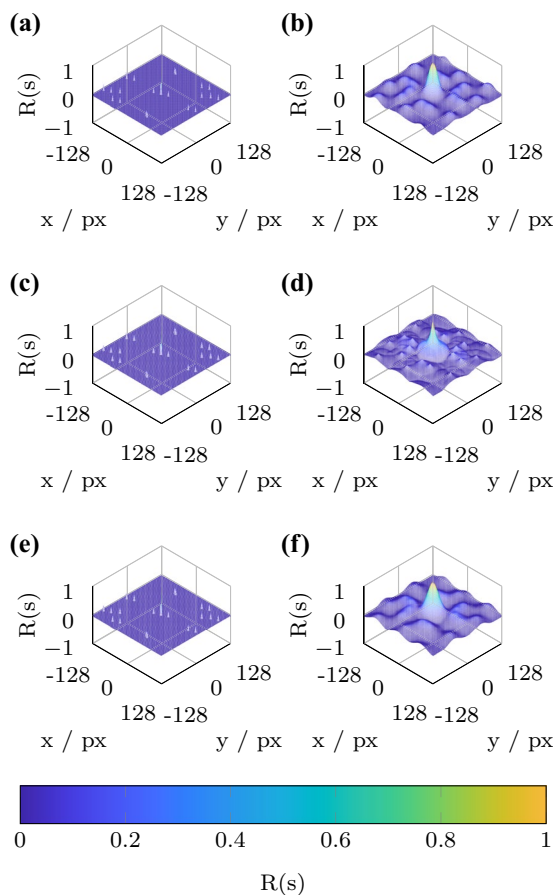 (a) (b)
1 1
R(s) 0 R(s) 0
−1 −1
-128 128 -128 128
0 0 0 0
128 -128 128 -128
x / px y / px x / px y / px
(c) (d)
1 1
R(s) 0 R(s) 0
−1 −1
-128 128 -128 128
0 0 0 0
128 -128 128 -128
x / px y / px x / px y / px
(e) (f)
1 1
R(s) 0 R(s) 0
−1 −1
-128 128 -128 128
0 0 0 0
128 -128 128 -128
x / px y / px x / px y / px
0 0.2 0.4 0.6 0.8 1
R(s)